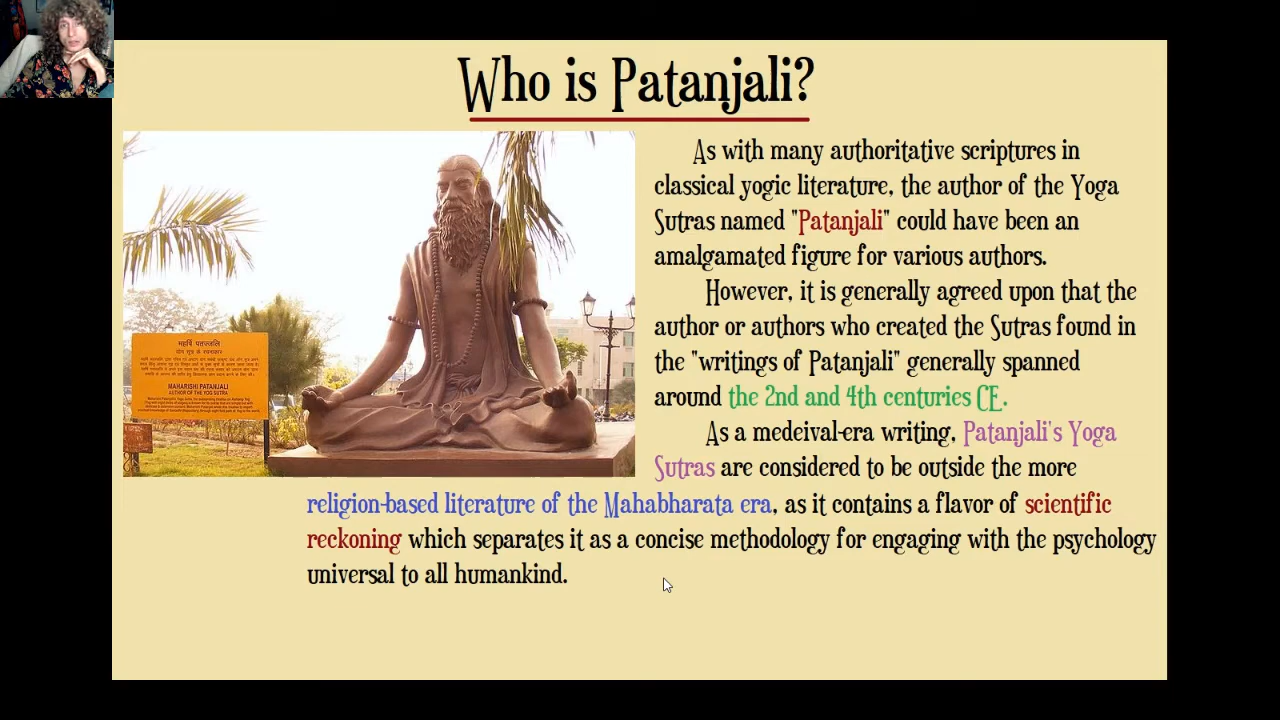 Who is Patanjali?
As with many authoritative scriptures in
classical yogic literature, the author of the Yoga
Sutras named "Patanjali" could have been an
amalgamated figure for various authors.
However, it is generally agreed upon that the
author or authors who created the Sutras found in
the "writings of Patanjali" generally spanned
around the 2nd and 4th centuries CE.
As a medeival-era writing, Patanjali's Yoga
Sutras are considered to be outside the more
religion-based literature of the Mahabharata era, as it contains a flavor of scientific
reckoning which separates it as a concise methodology for engaging with the psychology
universal to all humankind.
MAHARISHI PATANJALI
AUTHOR OF THE YOG SUTRA